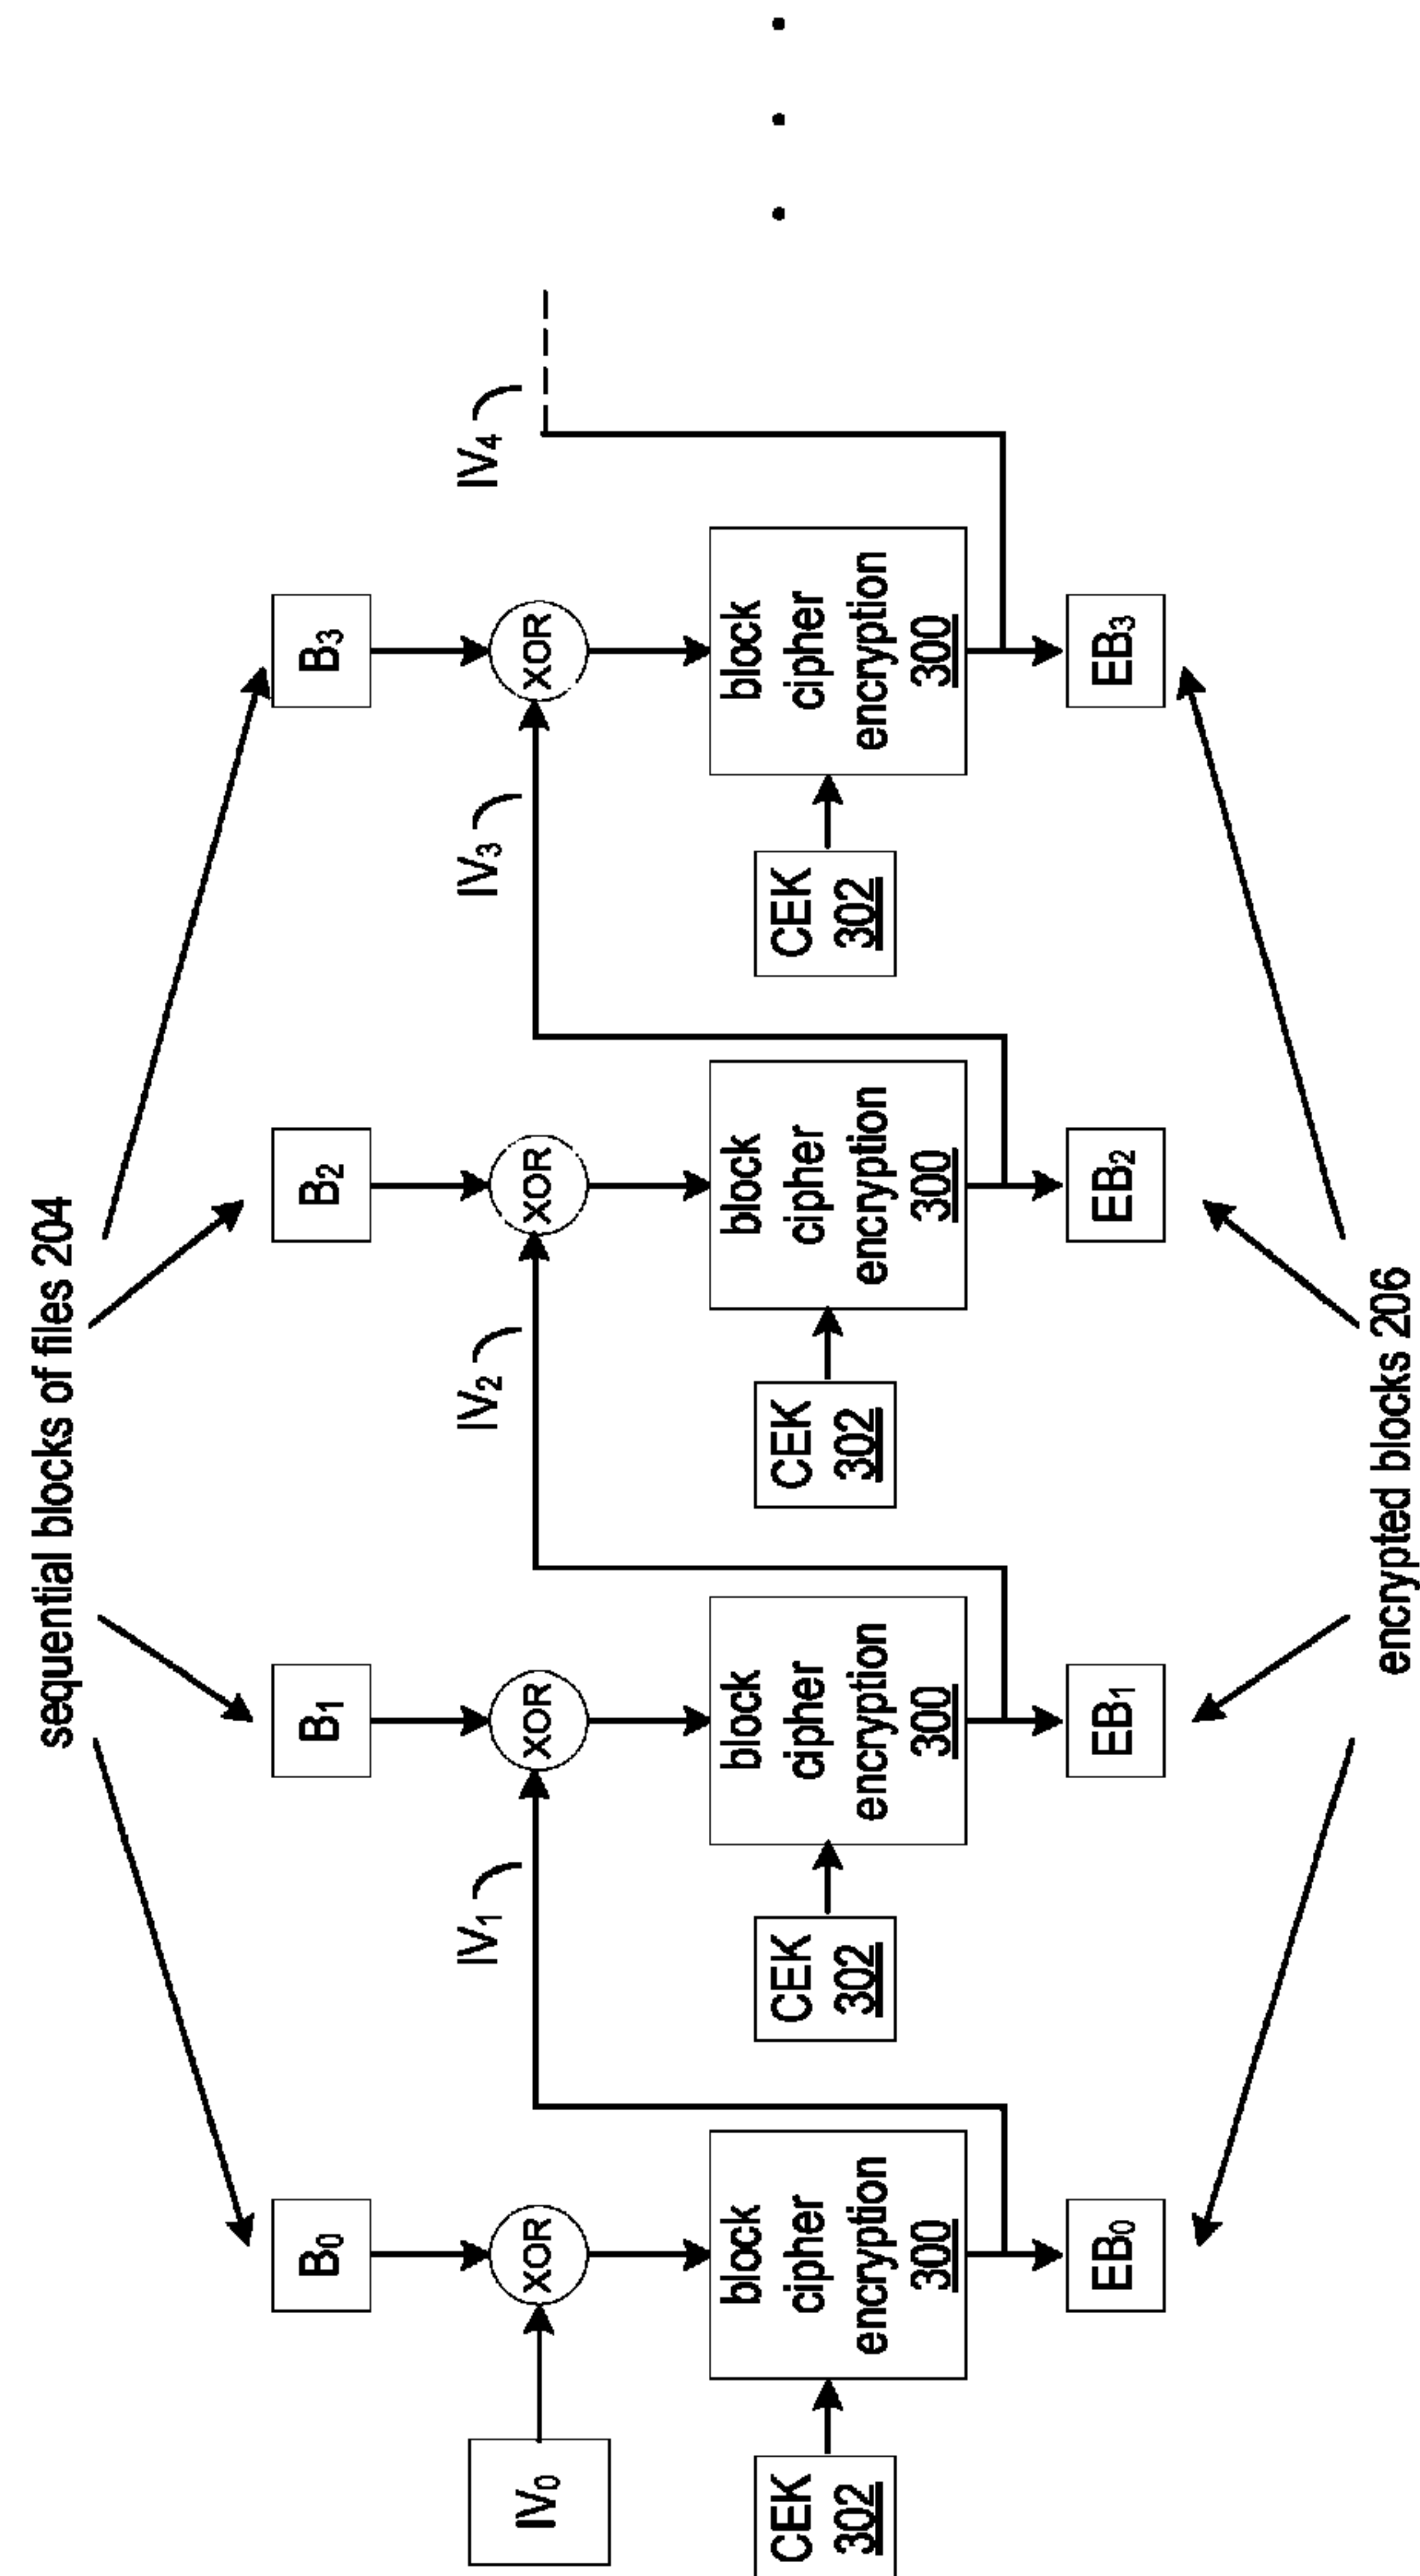 sequential blocks of files 204
B0
B1
B2
B3
IV0
XOR
IV1
XOR
IV2
XOR
IV3
XOR
IV4
CEK
302
block
cipher
encryption
300
CEK
302
block
cipher
encryption
300
CEK
302
block
cipher
encryption
300
CEK
302
block
cipher
encryption
300
EB0
EB1
EB2
EB3
encrypted blocks 206